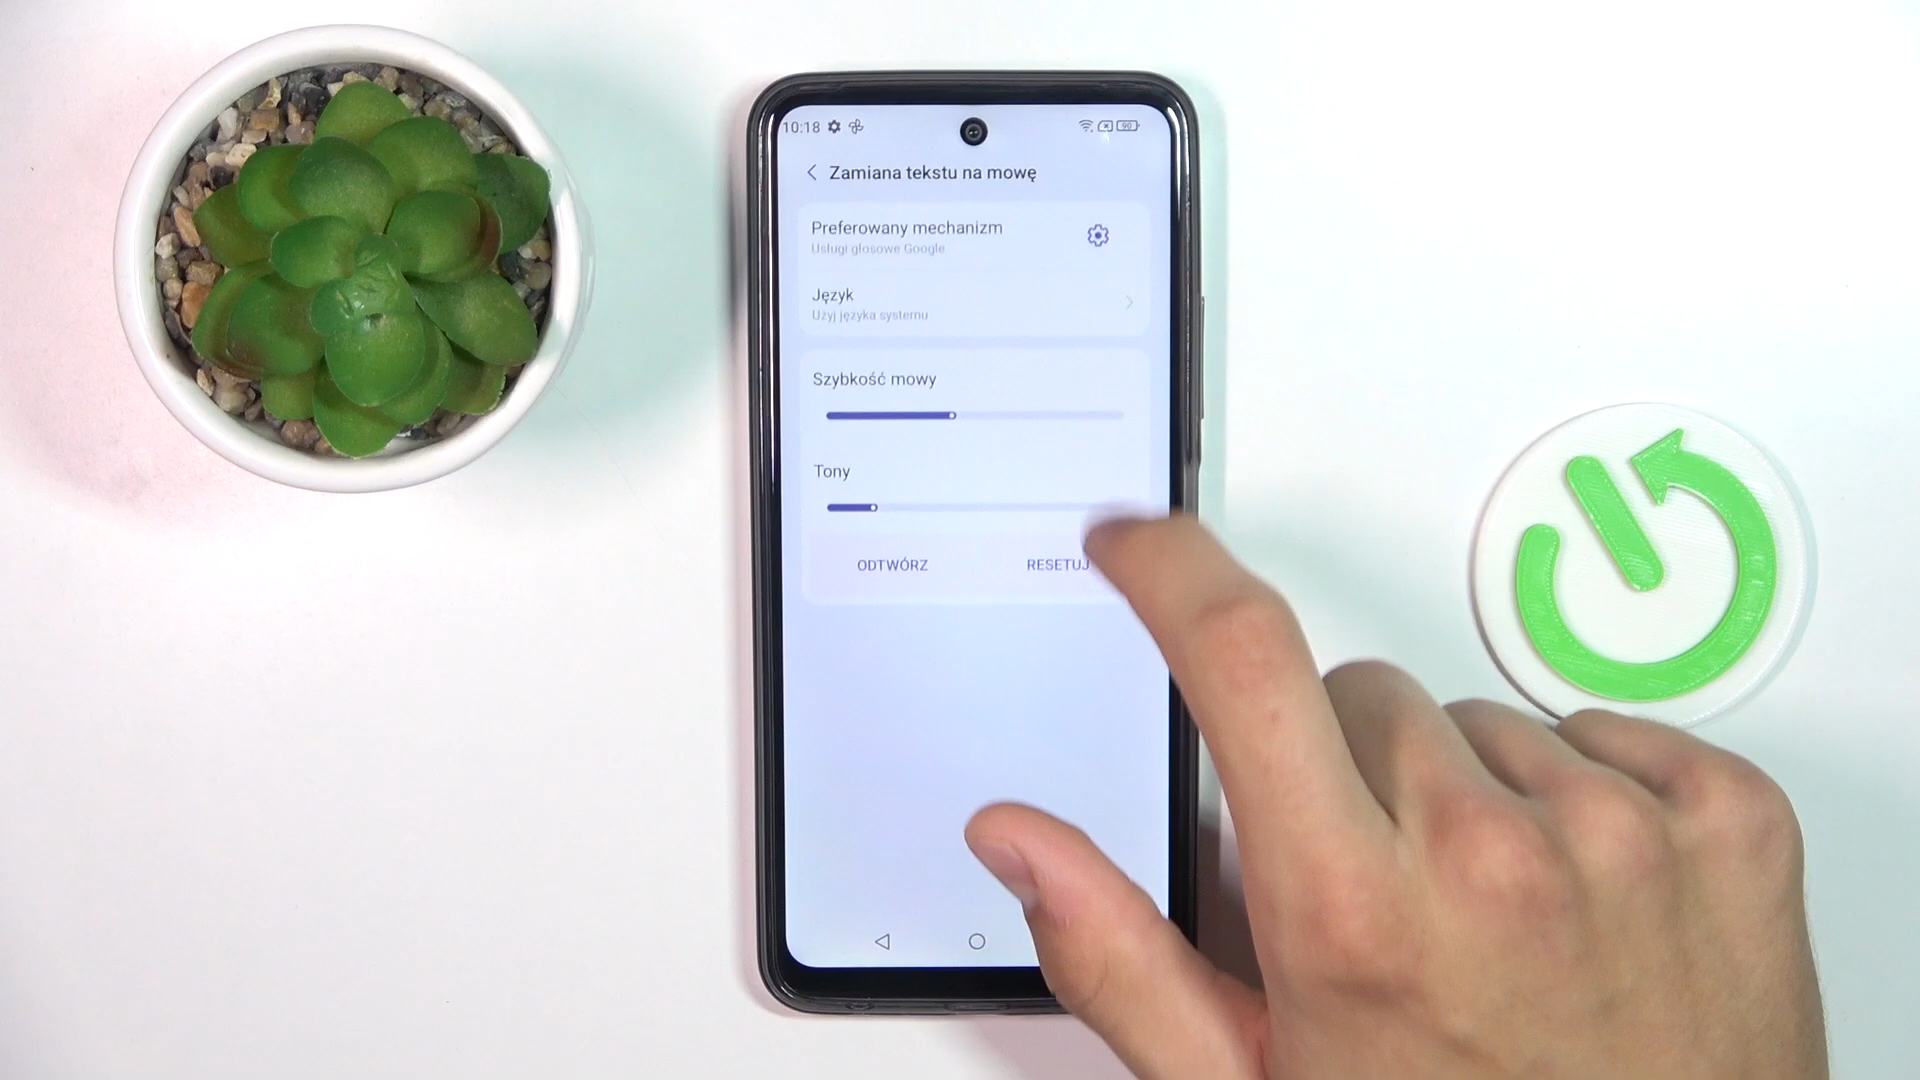 10:18
90
Zamiana tekstu na mowę
Preferowany mechanizm
Usługi głosowe Google
Język
Użyj języka systemu
Szybkość mowy
Tony
ODTWÓRZ
RESETUJ